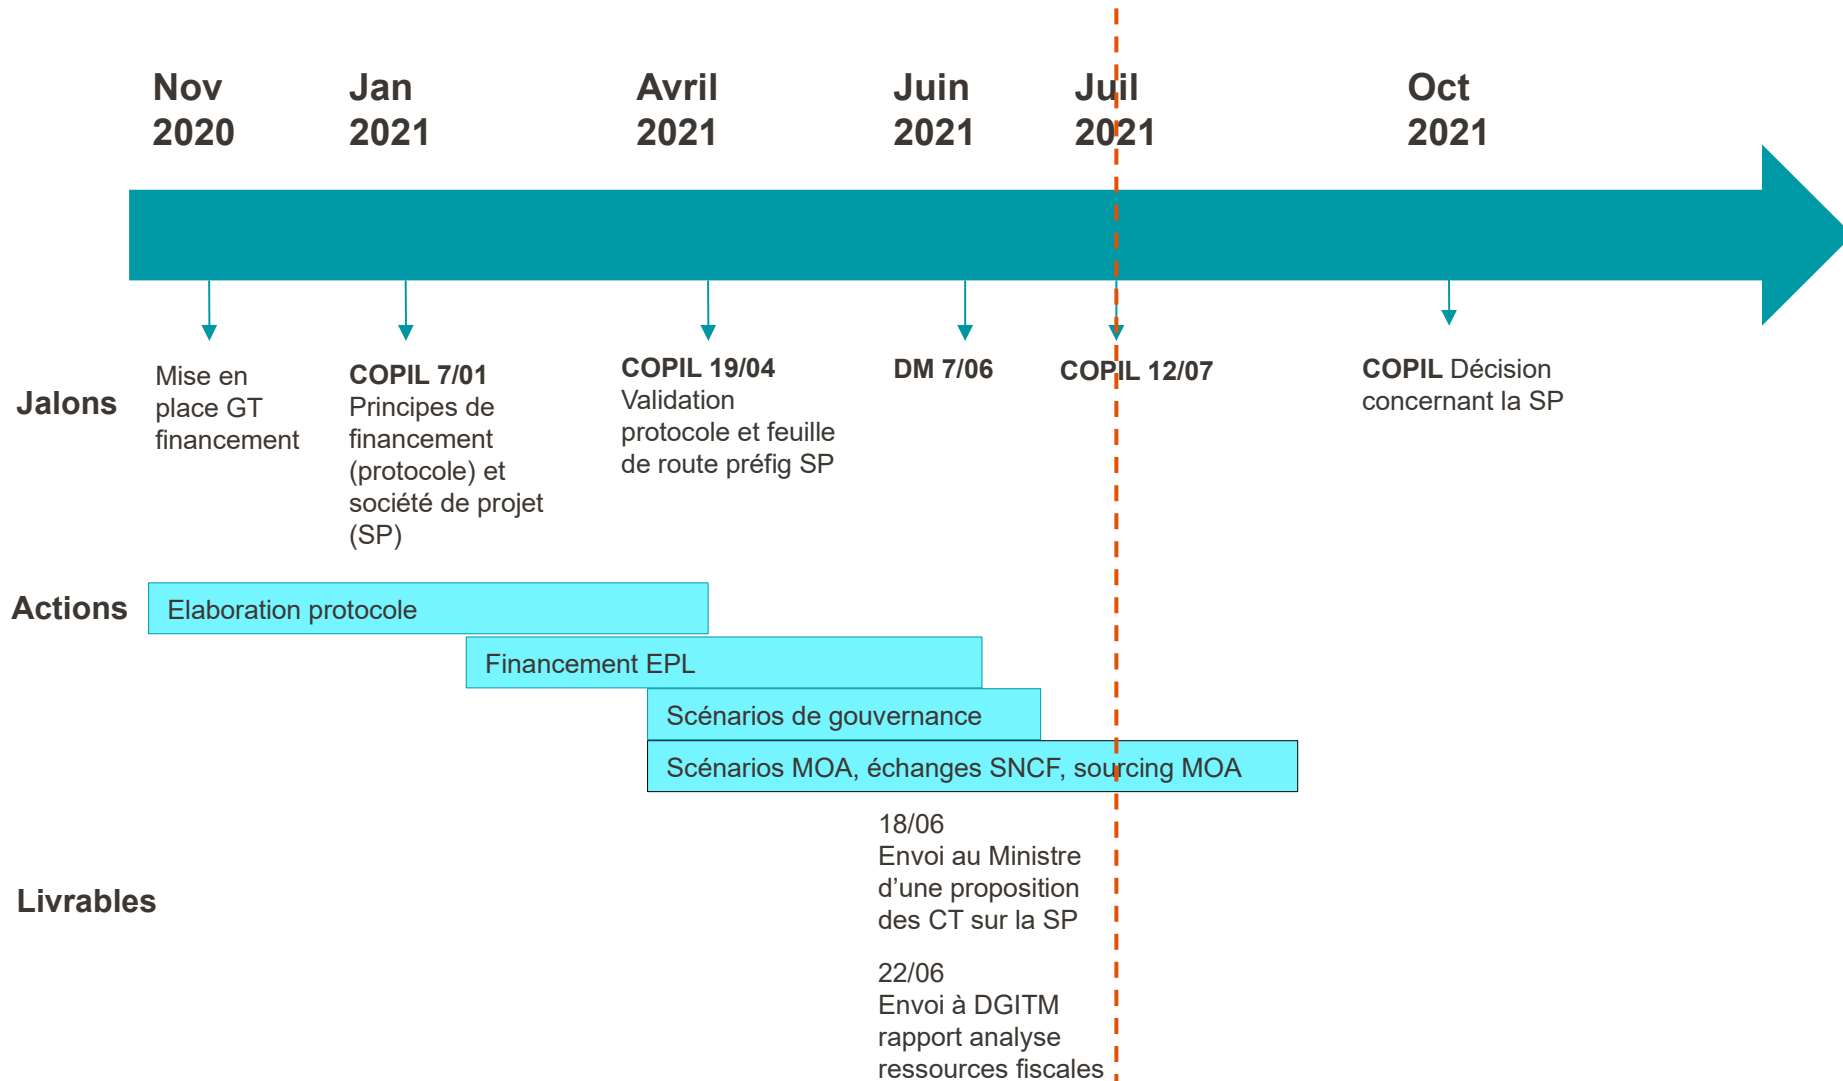 Nov
2020
Jan
2021
Avril
2021
Juin
2021
Juil
2021
Oct
2021
Jalons
Mise en
place GT
financement
COPIL 7/01
Principes de
financement
(protocole) et
société de projet
(SP)
COPIL 19/04
Validation
protocole et feuille
de route préfig SP
DM 7/06
COPIL 12/07
COPIL Décision
concernant la SP
Actions
Elaboration protocole
Financement EPL
Scénarios de gouvernance
Scénarios MOA, échanges SNCF, sourcing MOA
Livrables
18/06
Envoi au Ministre
d’une proposition
des CT sur la SP
22/06
Envoi à DGITM
rapport analyse
ressources fiscales